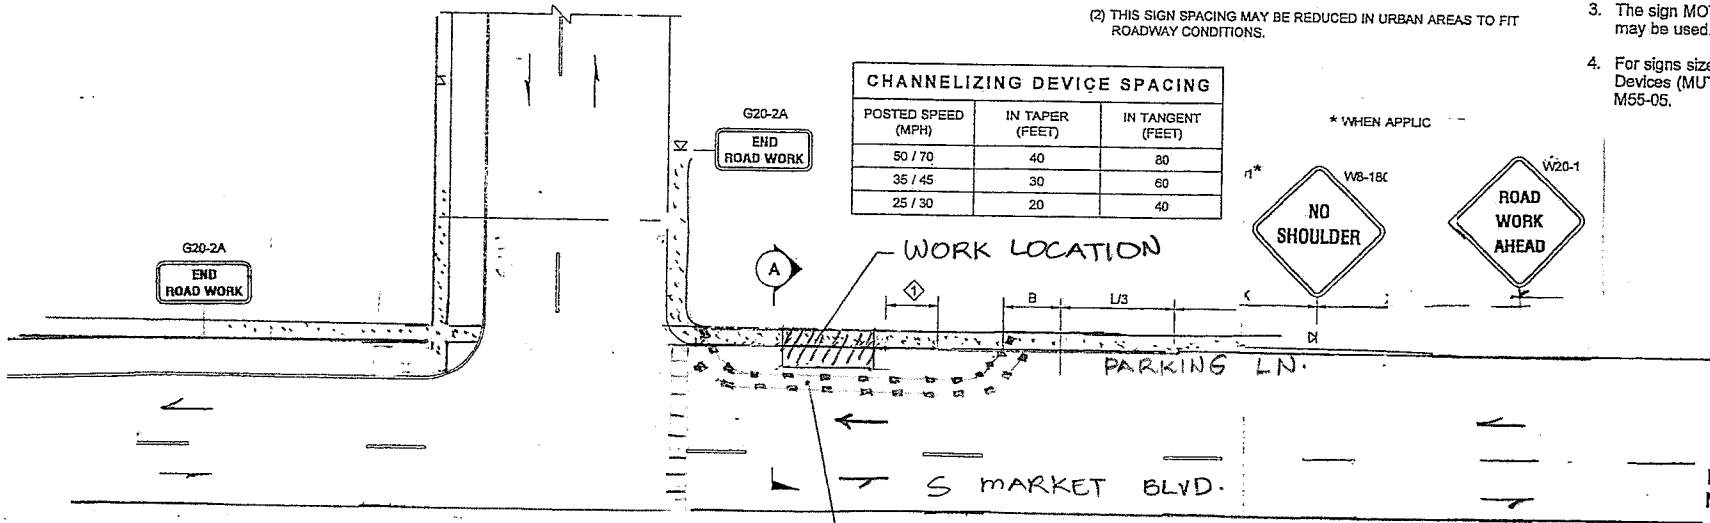 (2) THIS SIGN SPACING MAY BE REDUCED IN URBAN AREAS TO FIT
ROADWAY CONDITIONS.
3. The sign MO
may be used.
4. For signs size
Devices (MUT
M55-05.
* WHEN APPLIC
CHANNELIZING DEVICE SPACING
POSTED SPEED (MPH) IN TAPER (FEET) IN TANGENT (FEET)
50 / 70 40 80
35 / 45 30 60
25 / 30 20 40
G20-2A
END
ROAD WORK
G20-2A
END
ROAD WORK
W8-18
NO
SHOULDER
W20-1
ROAD
WORK
AHEAD
A
WORK LOCATION
1
B
L/3
PARKING LN.
S MARKET BLVD.